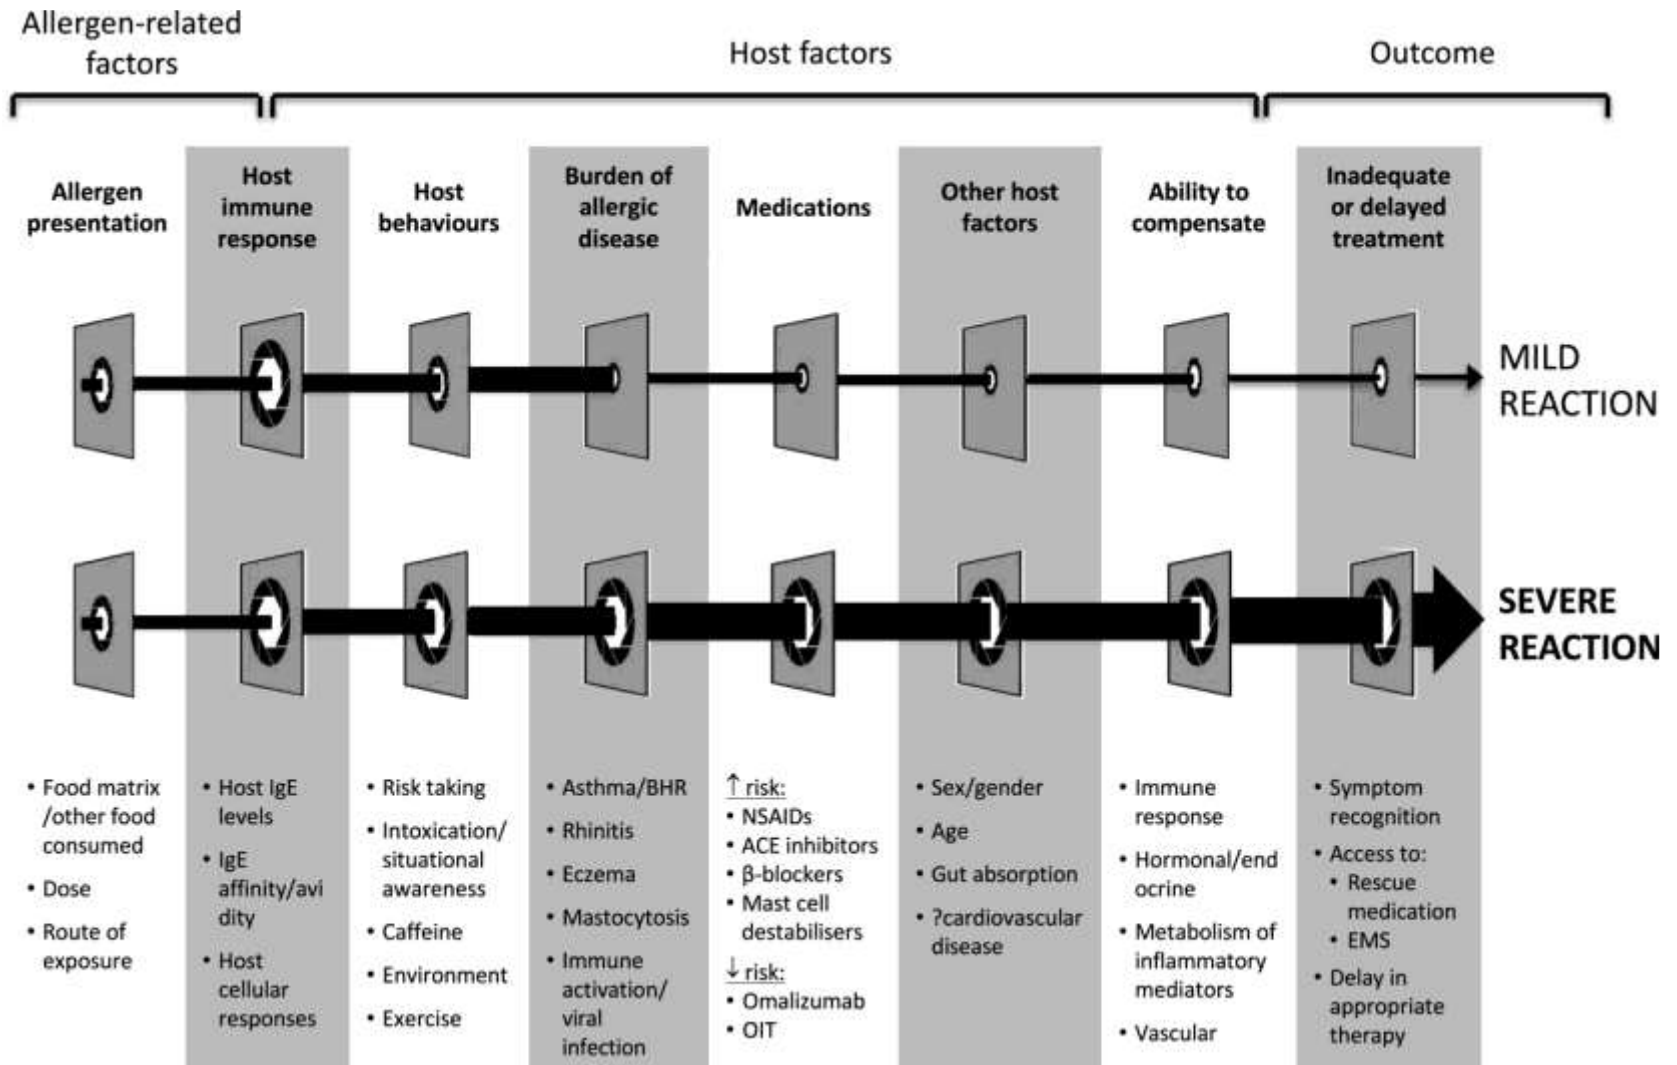 Allergen-related
factors
Host factors
Outcome
Allergen
presentation
Host
immune
response
Host
behaviours
Burden of
allergic
disease
Medications
Other host
factors
Ability to
compensate
Inadequate
or delayed
treatment
MILD
REACTION
SEVERE
REACTION
• Food matrix
/other food
consumed
• Dose
• Route of
exposure
• Host IgE
levels
• IgE
affinity/avi
dity
• Host
cellular
responses
• Risk taking
• Intoxication/
situational
awareness
• Caffeine
• Environment
• Exercise
• Asthma/BHR
• Rhinitis
• Eczema
• Mastocytosis
• Immune
activation/
viral
infection
↑ risk:
• NSAIDs
• ACE inhibitors
• β-blockers
• Mast cell
destabilisers
↓ risk:
• Omalizumab
• OIT
• Sex/gender
• Age
• Gut absorption
• ?cardiovascular
disease
• Immune
response
• Hormonal/end
ocrine
• Metabolism of
inflammatory
mediators
• Vascular
• Symptom
recognition
• Access to:
• Rescue
medication
• EMS
• Delay in
appropriate
therapy